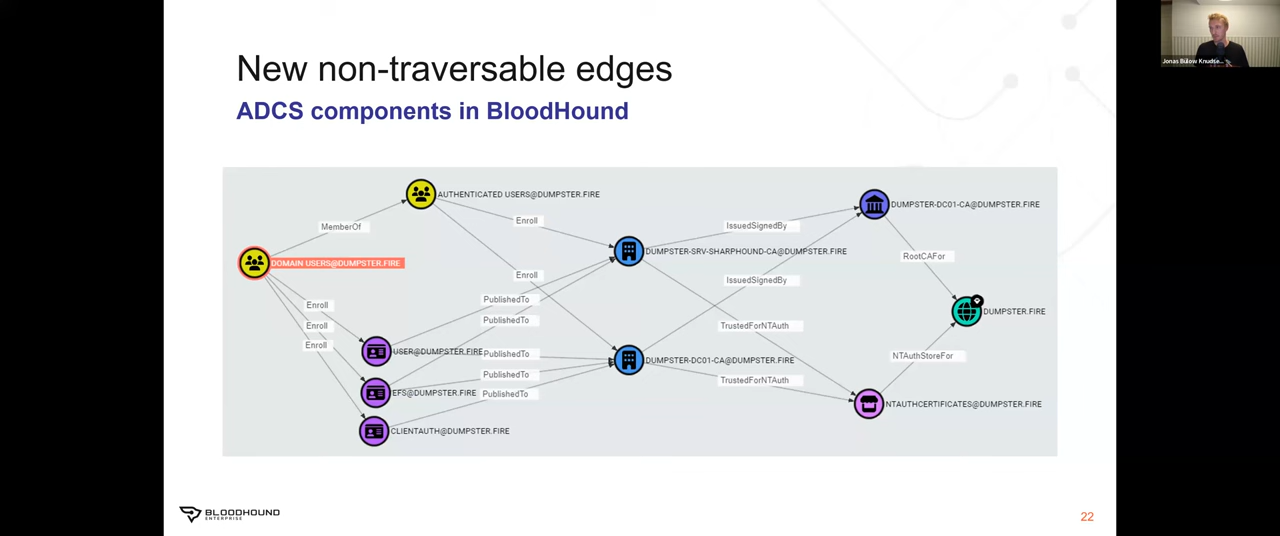 Jonas Bülow Knudse...
New non-traversable edges
ADCS components in BloodHound
AUTHENTICATED USERS@DUMPSTER.FIRE
MemberOf
Enroll
DOMAIN USERS@DUMPSTER.FIRE
Enroll
Enroll
Enroll
Enroll
USER@DUMPSTER.FIRE
EFS@DUMPSTER.FIRE
CLIENTAUTH@DUMPSTER.FIRE
PublishedTo
PublishedTo
PublishedTo
PublishedTo
PublishedTo
DUMPSTER-SRV-SHARPHOUND-CA@DUMPSTER.FIRE
DUMPSTER-DC01-CA@DUMPSTER.FIRE
IssuedSignedBy
IssuedSignedBy
TrustedForNTAuth
TrustedForNTAuth
DUMPSTER-DC01-CA@DUMPSTER.FIRE
RootCAFor
DUMPSTER.FIRE
NTAuthStoreFor
NTAUTHCERTIFICATES@DUMPSTER.FIRE
BLOODHOUND
ENTERPRISE
22